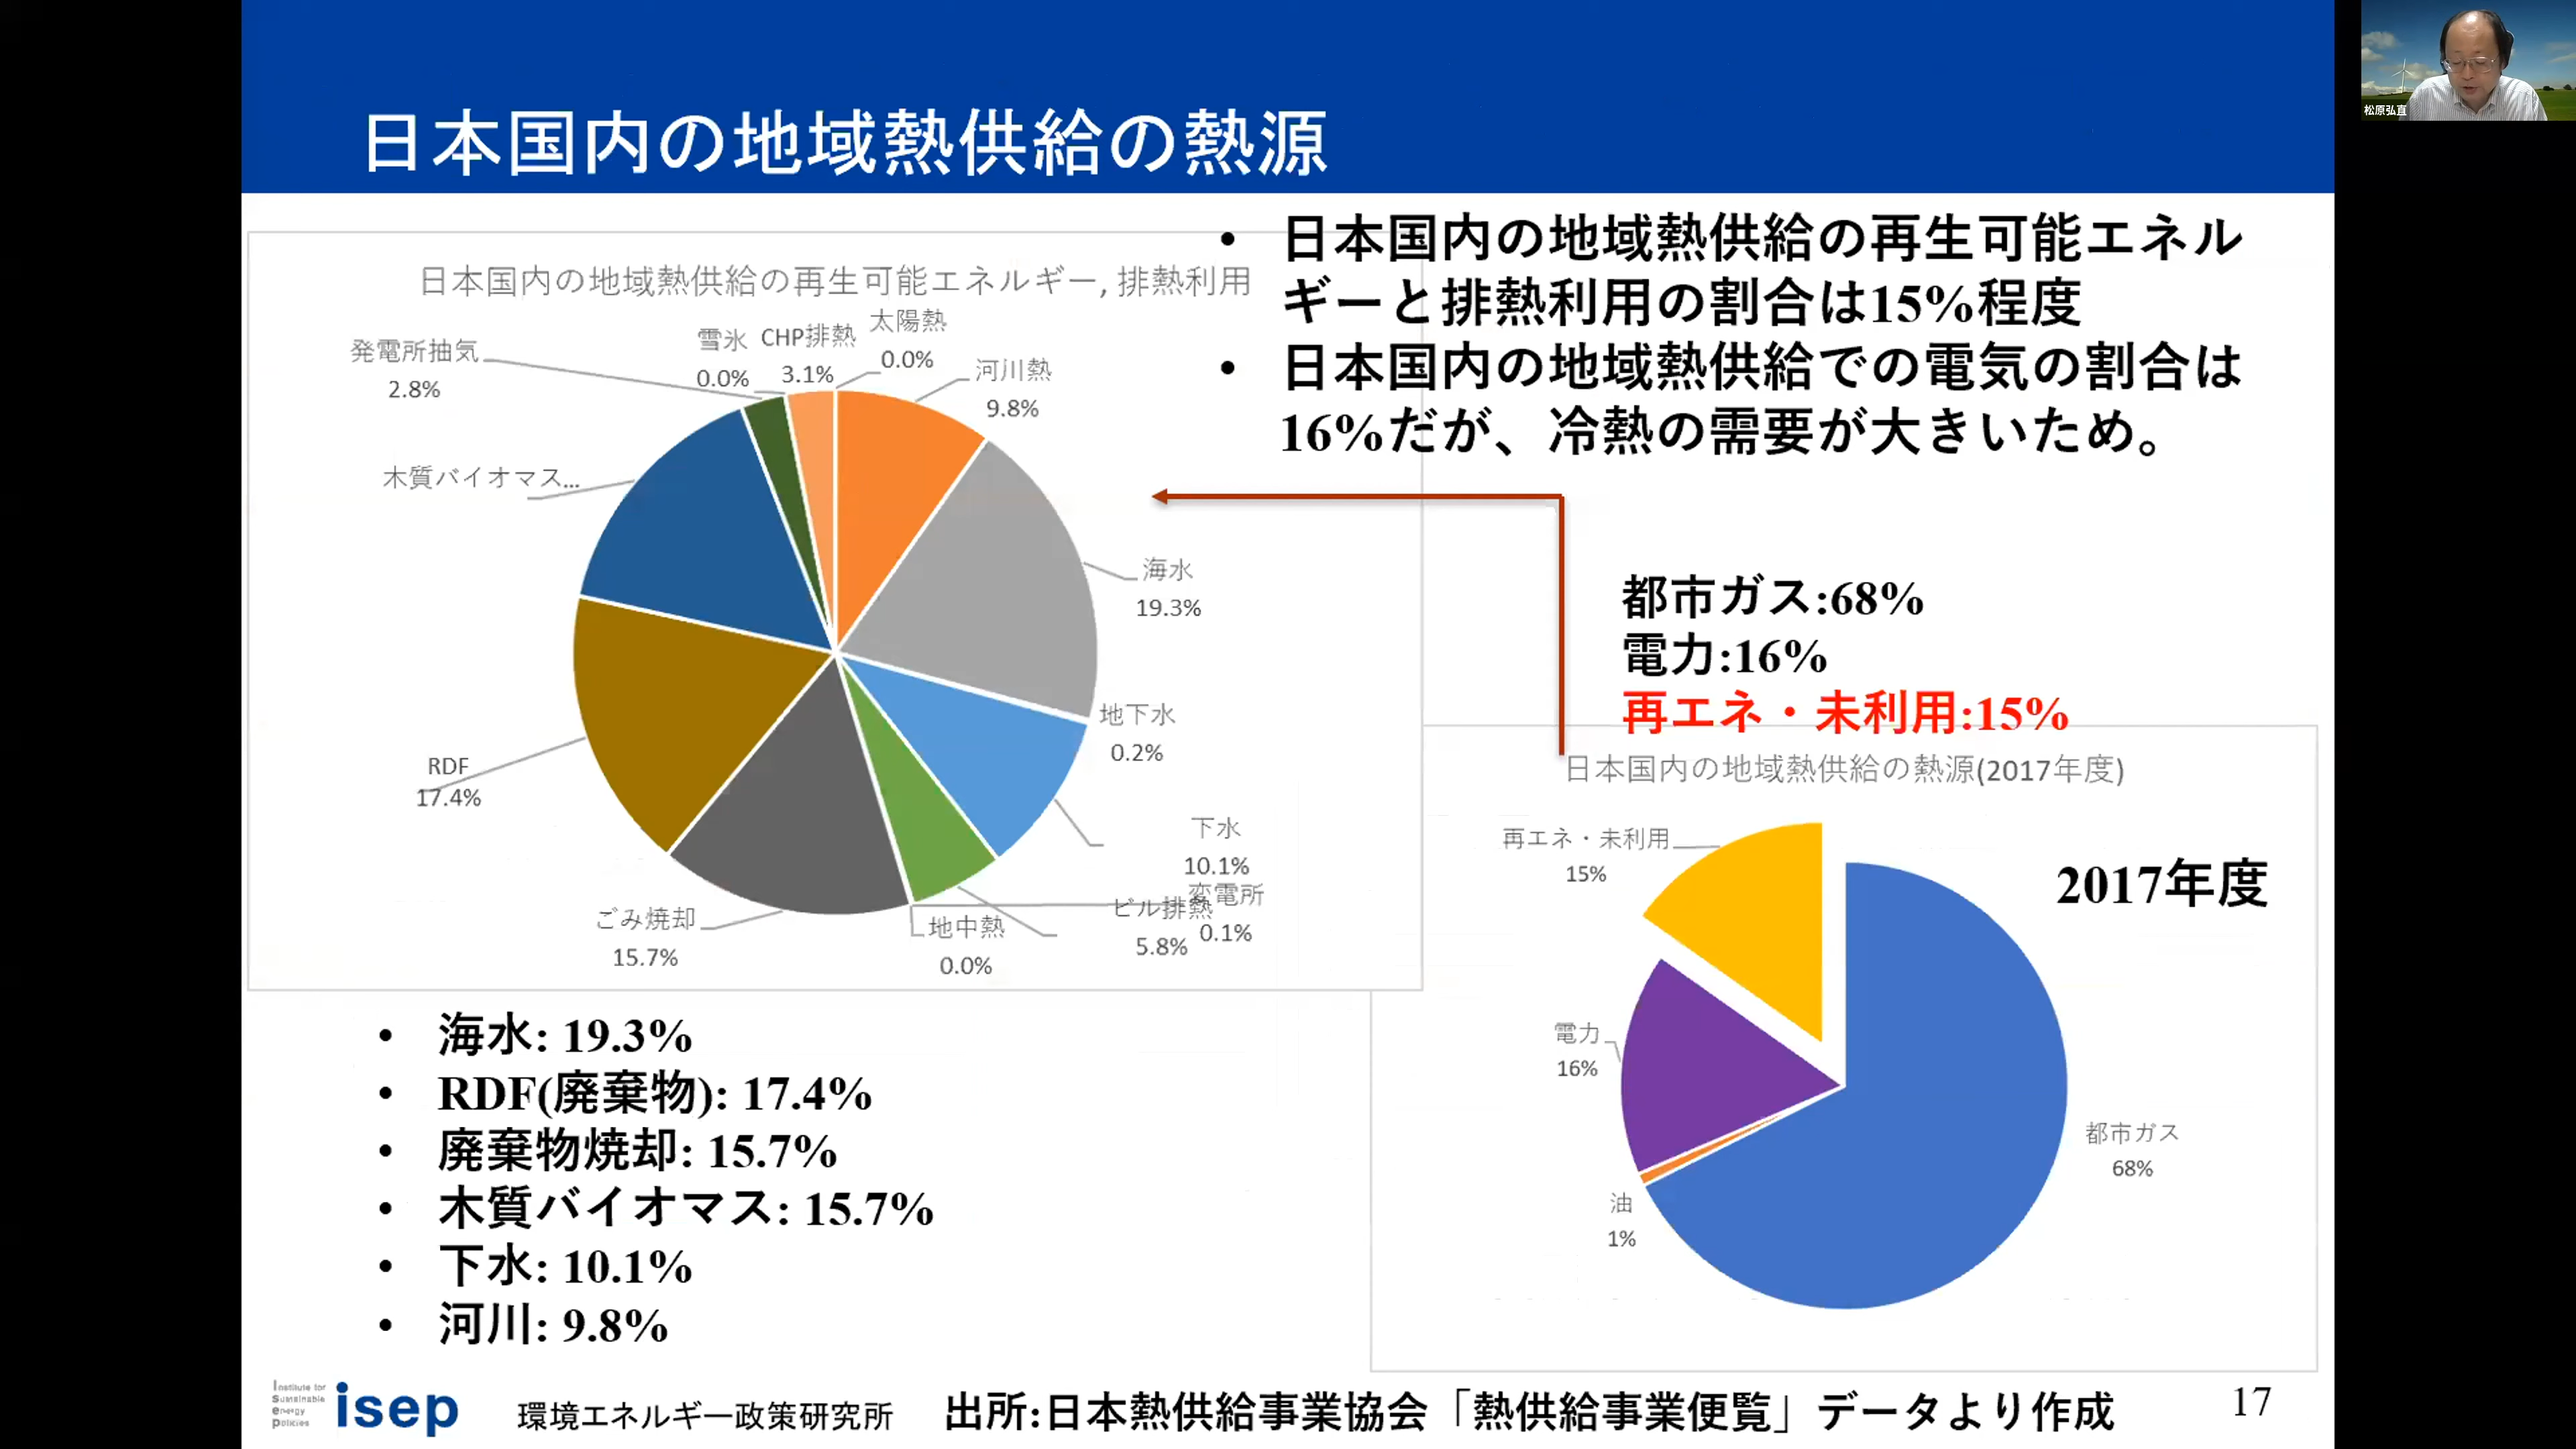 日本国内の地域熱供給の熱源
松原弘直
日本国内の地域熱供給の再生可能エネルギー, 排熱利用
発電所抽気
2.8%
雪氷
0.0%
CHP排熱
3.1%
太陽熱
0.0%
河川熱
9.8%
木質バイオマス...
海水
19.3%
地下水
0.2%
RDF
17.4%
下水
10.1%
変電所
0.1%
ビル排熱
5.8%
地中熱
0.0%
ごみ焼却
15.7%
• 日本国内の地域熱供給の再生可能エネル
ギーと排熱利用の割合は15%程度
• 日本国内の地域熱供給での電気の割合は
16%だが、冷熱の需要が大きいため。
都市ガス:68%
電力:16%
再エネ・未利用:15%
日本国内の地域熱供給の熱源(2017年度)
再エネ・未利用
15%
2017年度
電力
16%
都市ガス
68%
油
1%
• 海水: 19.3%
• RDF(廃棄物): 17.4%
• 廃棄物焼却: 15.7%
• 木質バイオマス: 15.7%
• 下水: 10.1%
• 河川: 9.8%
Institute for
Sustainable
Energy
Policies
isep
環境エネルギー政策研究所
出所:日本熱供給事業協会「熱供給事業便覧」データより作成
17